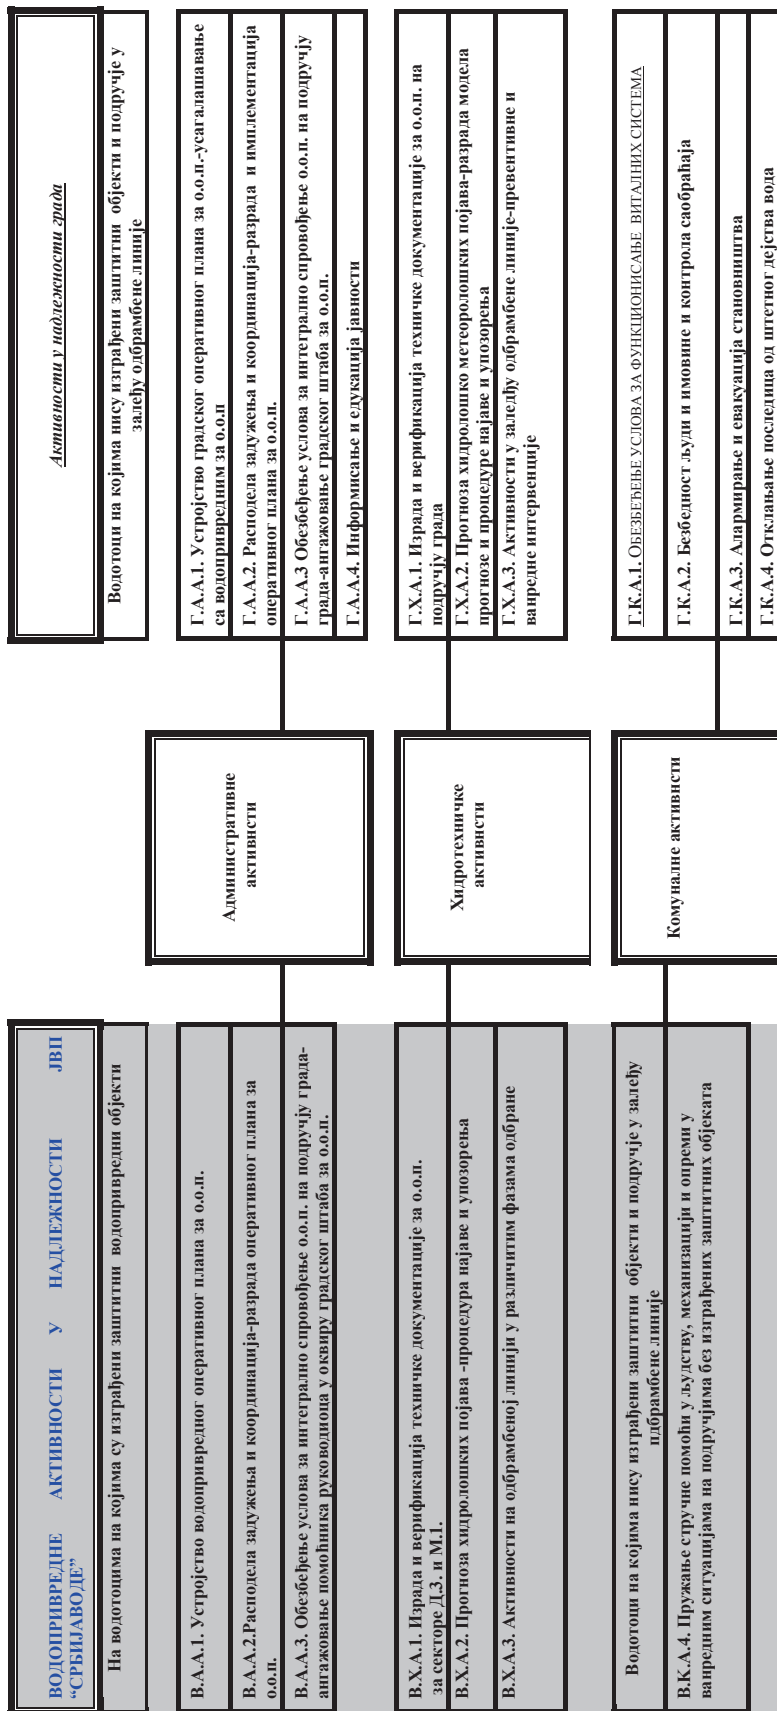 ВОДОПРИВРЕДНЕ АКТИВНОСТИ У НАДЛЕЖНОСТИ ЈВП
“СРБИЈАВОДЕ”
На водотоцима на којима су изграђени заштитни водопривредни објекти
В.А.А.1. Устројство водопривредног оперативног плана за о.о.п.
В.А.А.2.Расподела задужења и координација-разрада оперативног плана за
о.о.п.
В.А.А.3. Обезбеђење услова за интегрално спровођење о.о.п. на подручју града-
ангажовање помоћника руководиоца у оквиру градског штаба за о.о.п.
В.Х.А.1. Израда и верификација техничке документације за о.о.п.
за секторе Д.3. и М.1.
В.Х.А.2. Прогноза хидролошких појава -процедура најаве и упозорења
В.Х.А.3. Активности на одбрамбеној линији у различитим фазама одбране
Водотоци на којима нису изграђени заштитни објекти и подручје у залеђу
пдбрамбене линије
В.К.А.4. Пружање стручне помоћи у људству, механизацији и опреми у
ванредним ситуацијама на подручјима без изграђених заштитних објеката
Административне
активнсти
Хидротехничке
активнсти
Комуналне активнсти
Активности у надлежности града
Водотоци на којима нису изграђени заштитни објекти и подручје у
залеђу одбрамбене линије
Г.А.А.1. Устројство градског оперативног плана за о.о.п.-усагалашавање
са водопривредним за о.о.п
Г.А.А.2. Расподела задужења и координација-разрада и имплементација
оперативног плана за о.о.п.
Г.А.А.3 Обезбеђење услова за интегрално спровођење о.о.п. на подручју
града-ангажовање градског штаба за о.о.п.
Г.А.А.4. Информисање и едукација јавности
Г.Х.А.1. Израда и верификација техничке документације за о.о.п. на
подручју града
Г.Х.А.2. Прогноза хидролошко метеоролошких појава-разрада модела
прогнозе и процедуре најаве и упозорења
Г.Х.А.3. Активности у заледђу одбрамбене линије-превентивне и
ванредне интервенције
Г.К.А.1. ОБЕЗБЕЂЕЊЕ УСЛОВА ЗА ФУНКЦИОНИСАЊЕ ВИТАЛНИХ СИСТЕМА
Г.К.А.2. Безбедност људи и имовине и контрола саобраћаја
Г.К.А.3. Алармирање и евакуација становништва
Г.К.А.4. Отклањање последица од штетног дејства вода